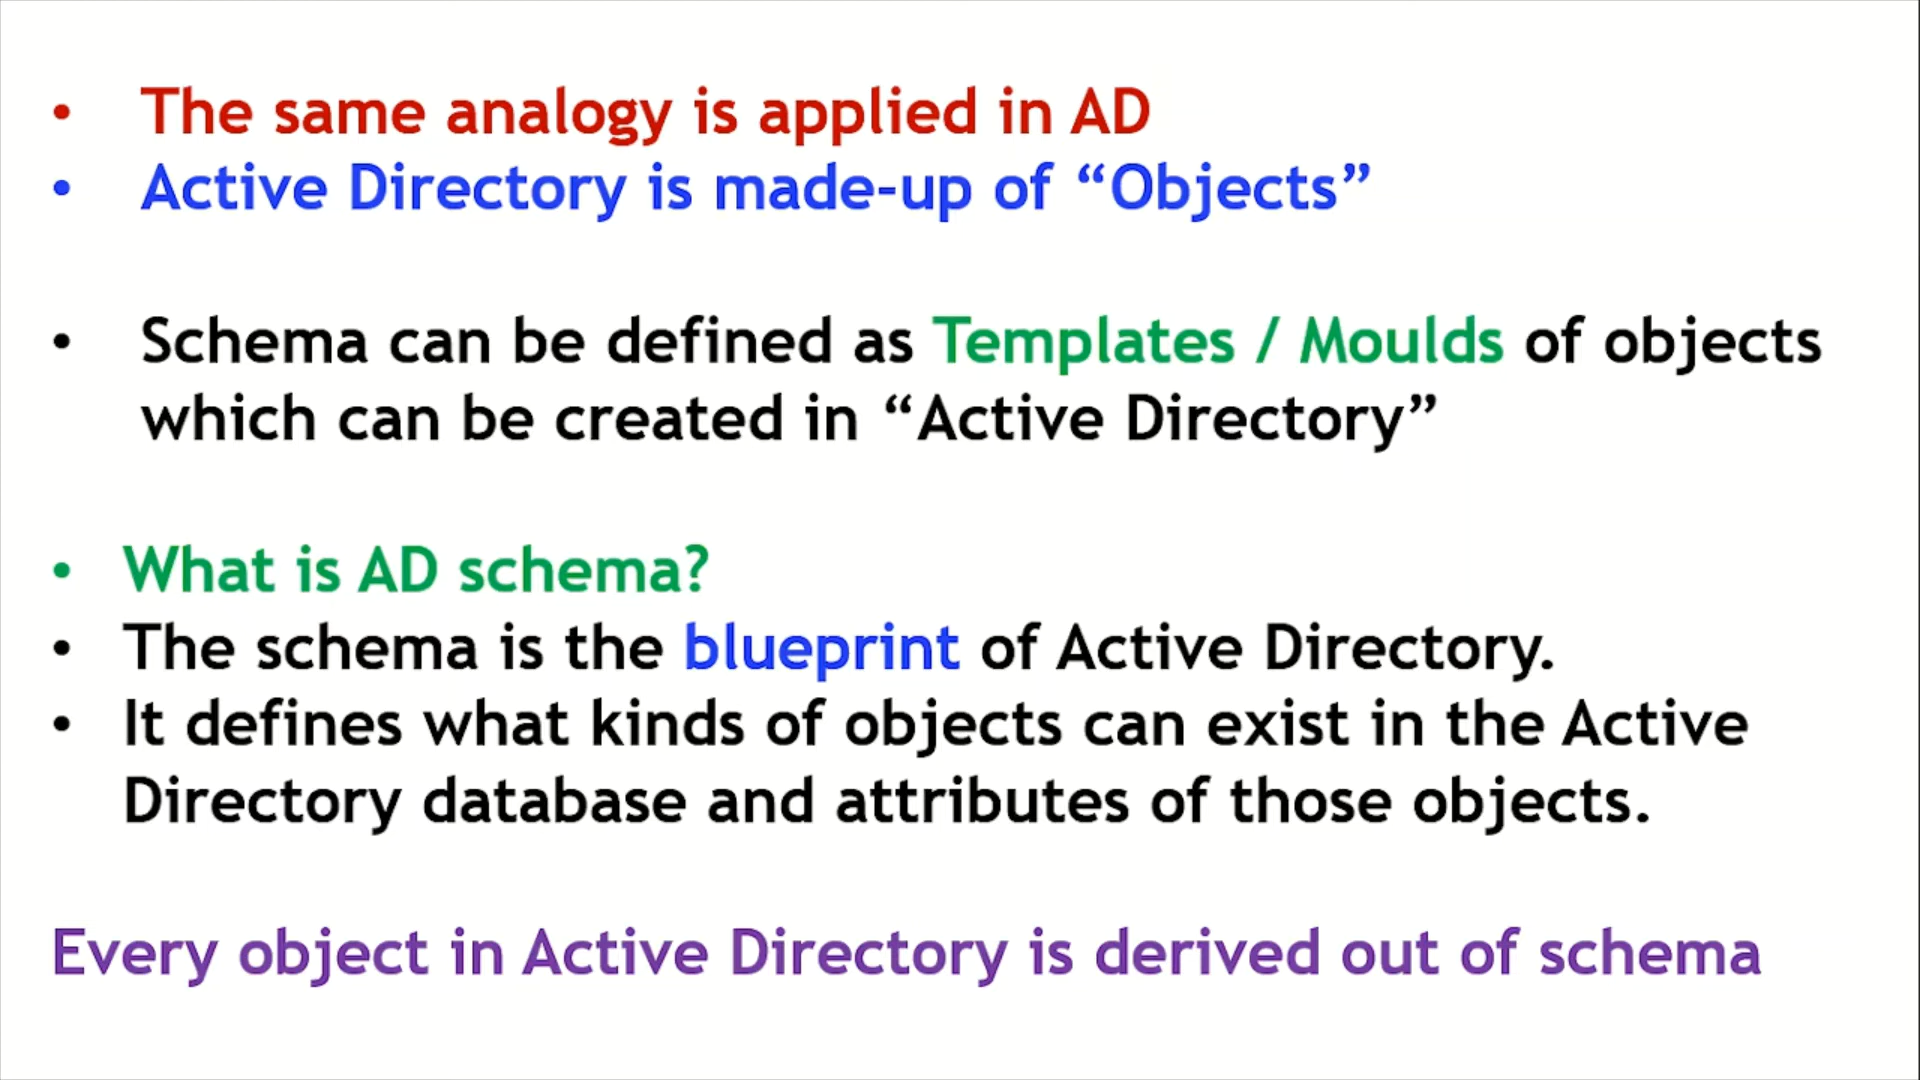 • The same analogy is applied in AD
• Active Directory is made-up of “Objects”
• Schema can be defined as Templates / Moulds of objects
which can be created in “Active Directory”
• What is AD schema?
• The schema is the blueprint of Active Directory.
• It defines what kinds of objects can exist in the Active
Directory database and attributes of those objects.
Every object in Active Directory is derived out of schema